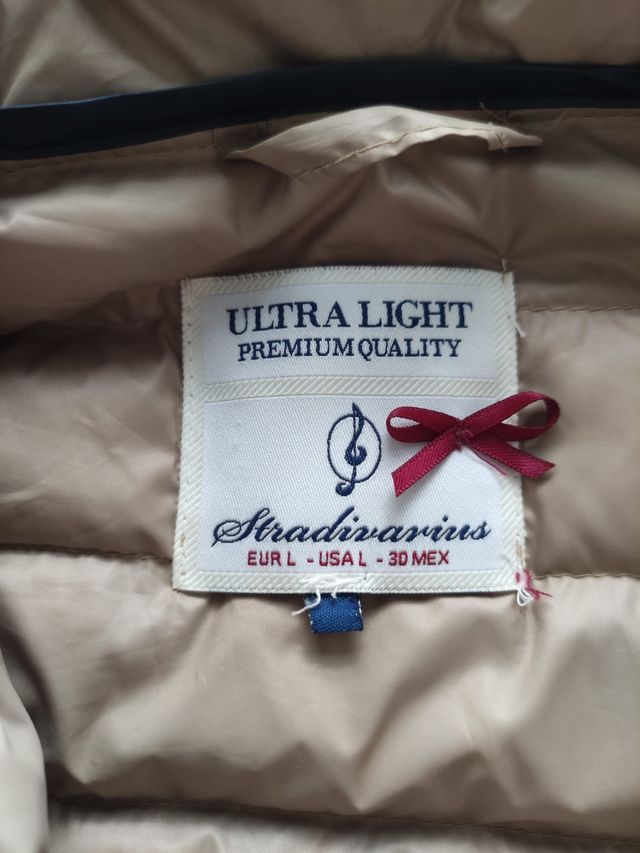 ULTRA LIGHT
PREMIUM QUALITY
Stradivarius
EUR L - USA L - 30 MEX